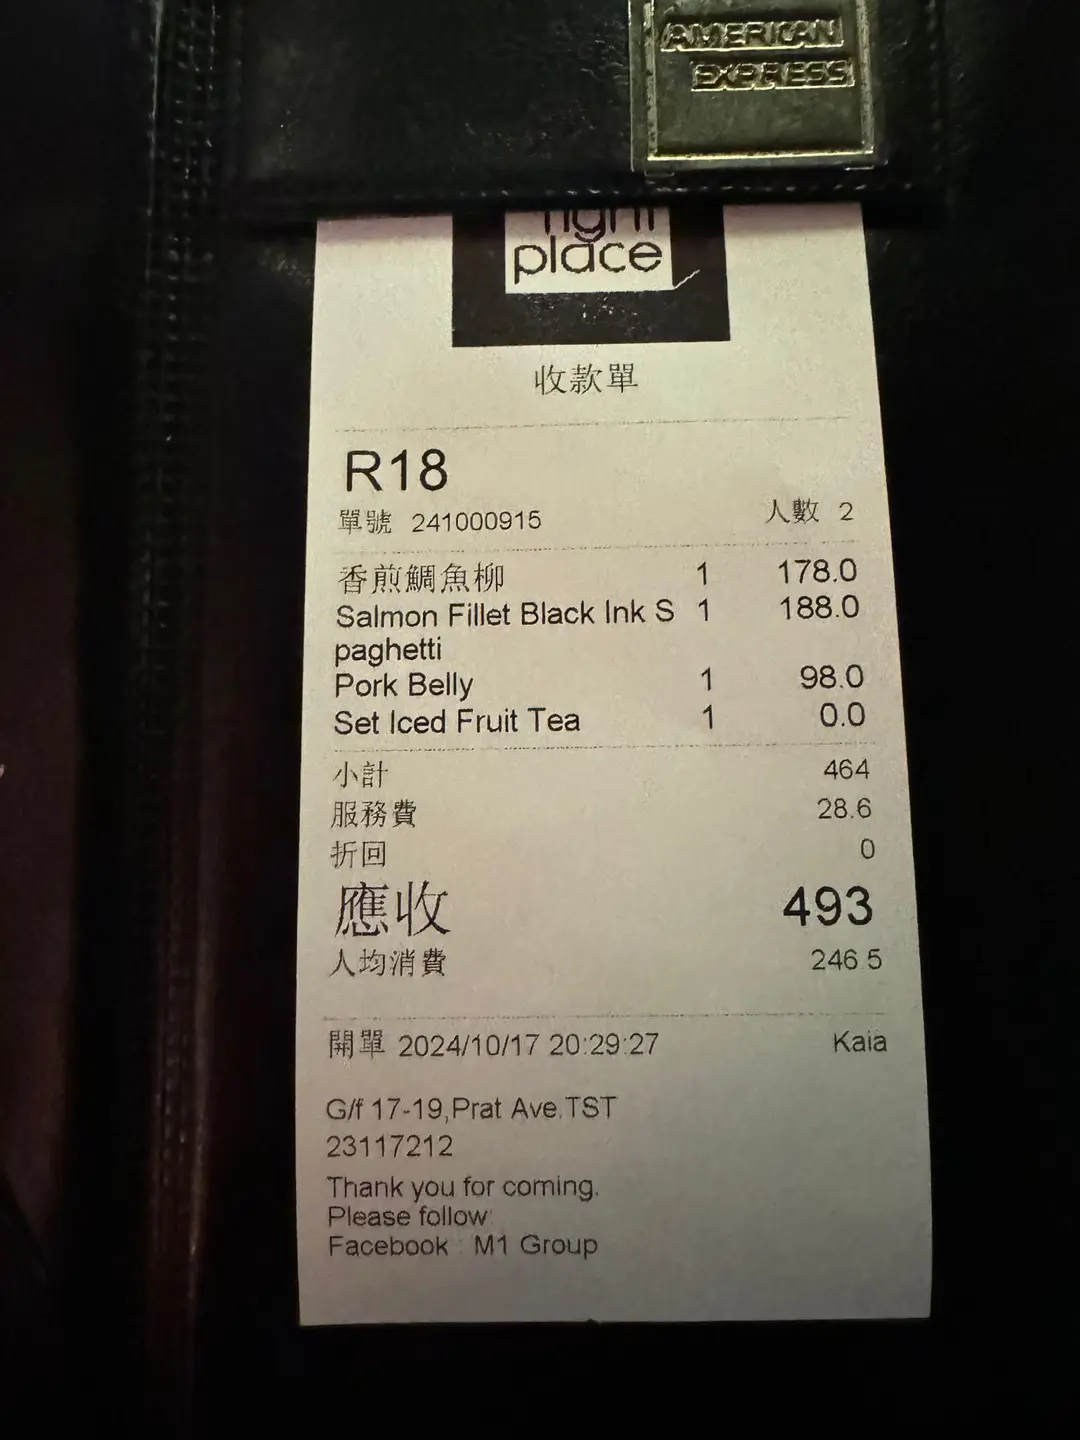 AMERICAN
EXPRESS
right
place
收款單
R18
單號 241000915 人數 2
香煎鯛魚柳 1 178.0
Salmon Fillet Black Ink S 1 188.0
paghetti
Pork Belly 1 98.0
Set Iced Fruit Tea 1 0.0
小計 464
服務費 28.6
折回 0
應收 493
人均消費 246.5
開單 2024/10/17 20:29:27 Kaia
G/f 17-19,Prat Ave.TST
23117212
Thank you for coming.
Please follow:
Facebook : M1 Group